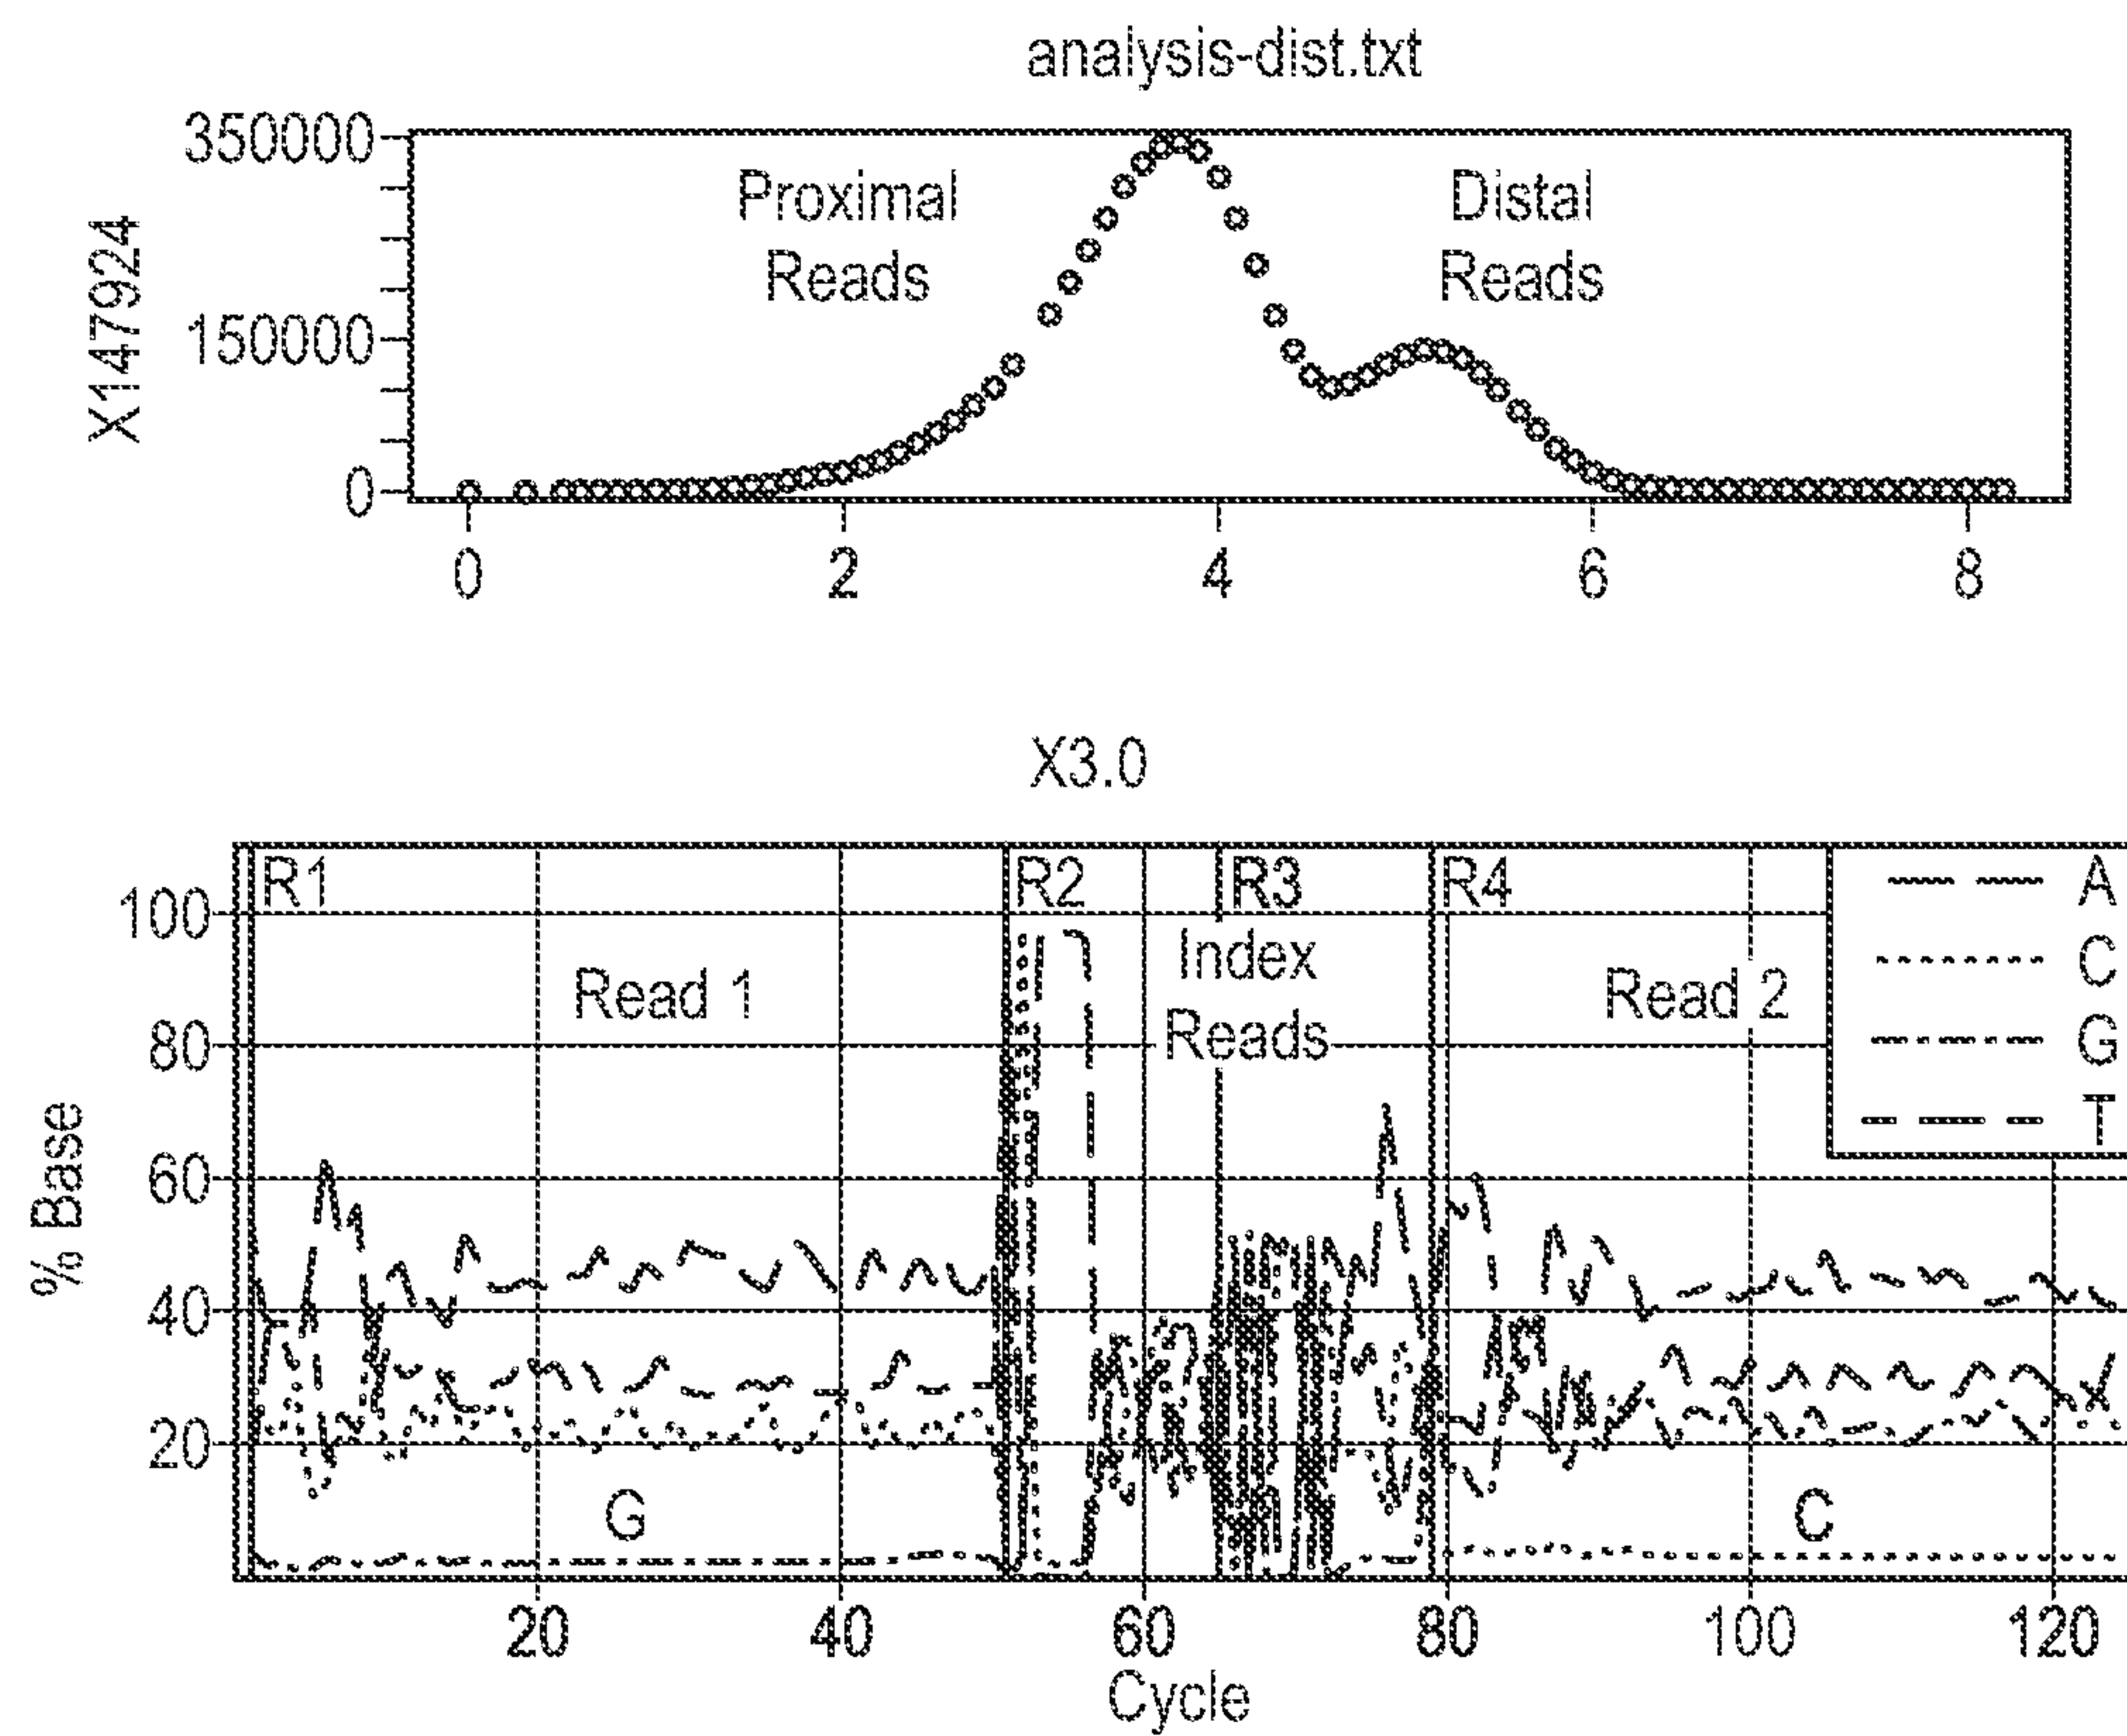 analysis-dist.txt
350000
150000
0
X147924
Proximal
Reads
Distal
Reads
0 2 4 6 8
X3.0
R1 R2 R3 R4
Read 1
Index
Reads
Read 2
A
C
G
T
100
80
60
40
20
% Base
G
C
20 40 60 80 100 120
Cycle